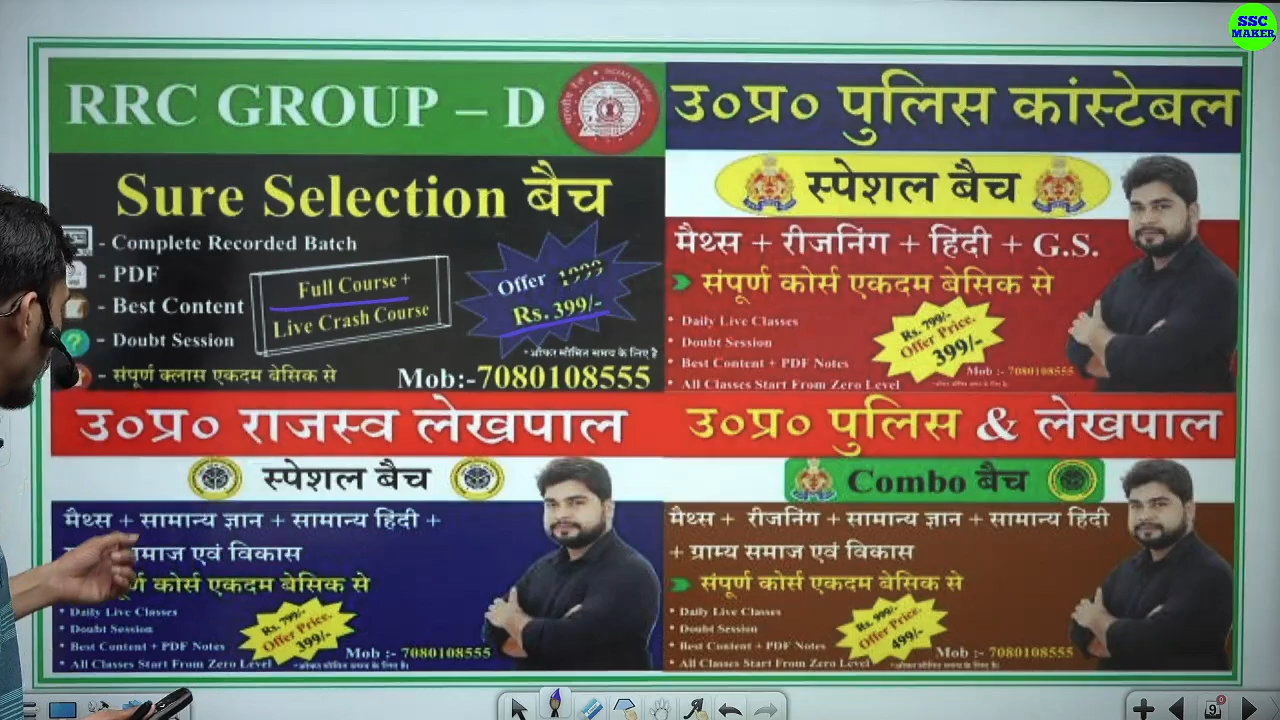 SSC
MAKER
RRC GROUP – D
Sure Selection बैच
- Complete Recorded Batch
- PDF
- Best Content
- Doubt Session
- संपूर्ण क्लास एकदम बेसिक से
Full Course +
Live Crash Course
Offer 1999
Rs. 399/-
*ऑफर सीमित समय के लिए है
Mob:-7080108555
उ०प्र० पुलिस कांस्टेबल
स्पेशल बैच
मैथ्स + रीजनिंग + हिंदी + G.S.
संपूर्ण कोर्स एकदम बेसिक से
* Daily Live Classes
* Doubt Session
* Best Content + PDF Notes
* All Classes Start From Zero Level
Rs. 799/-
Offer Price.
399/-
Mob :- 7080108555
उ०प्र० राजस्व लेखपाल
स्पेशल बैच
मैथ्स + सामान्य ज्ञान + सामान्य हिंदी +
समाज एवं विकास
कोर्स एकदम बेसिक से
* Daily Live Classes
* Doubt Session
* Best Content + PDF Notes
* All Classes Start From Zero Level
Rs. 799/-
Offer Price.
399/-
Mob :- 7080108555
उ०प्र० पुलिस & लेखपाल
Combo बैच
मैथ्स + रीजनिंग + सामान्य ज्ञान + सामान्य हिंदी
+ ग्राम्य समाज एवं विकास
संपूर्ण कोर्स एकदम बेसिक से
* Daily Live Classes
* Doubt Session
* Best Content + PDF Notes
* All Classes Start From Zero Level
Rs. 999/-
Offer Price.
499/-
Mob :- 7080108555
9